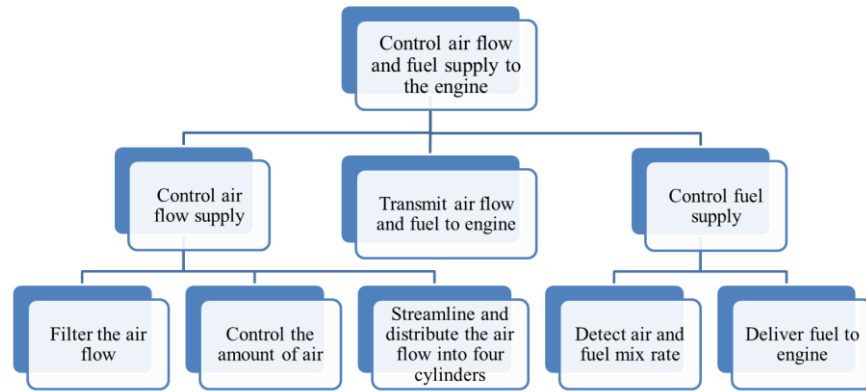 Control air flow
and fuel supply to
the engine
Control air
flow supply
Transmit air flow
and fuel to engine
Control fuel
supply
Filter the air
flow
Control the
amount of air
Streamline and
distribute the air
flow into four
cylinders
Detect air and
fuel mix rate
Deliver fuel to
engine